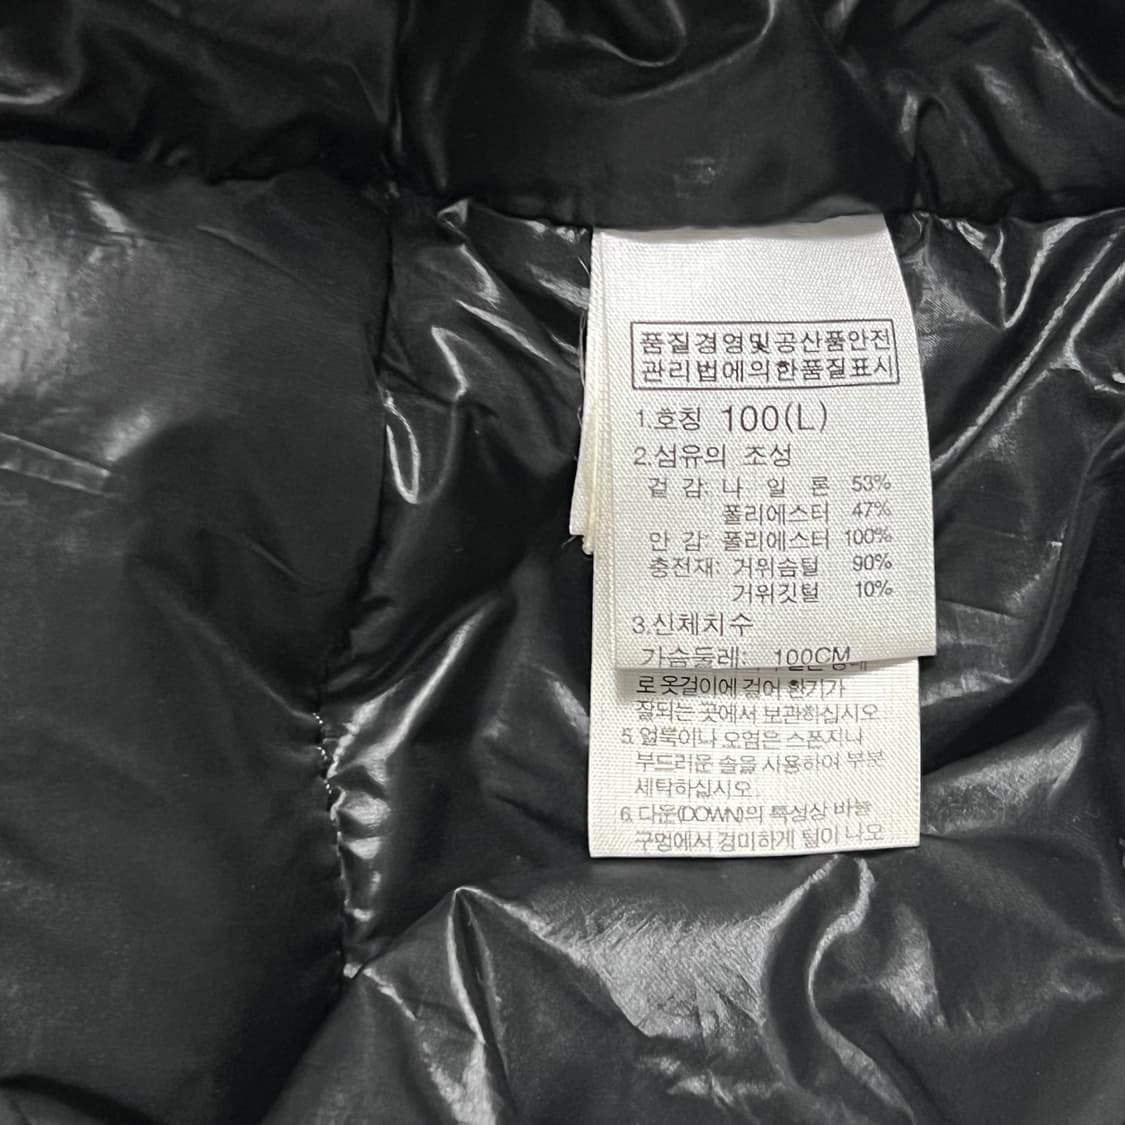 품질경영및공산품안전
관리법에의한품질표시
1.호칭 100(L)
2.섬유의 조성
겉 감: 나 일 론 53%
폴리에스터 47%
안 감: 폴리에스터 100%
충전재: 거위솜털 90%
거위깃털 10%
3.신체치수
가슴둘레: 100CM
로 옷걸이에 걸어 환기가
잘되는 곳에서 보관하십시오.
5. 얼룩이나 오염은 스폰지나
부드러운 솔을 사용하여 부분
세탁하십시오.
6. 다운(DOWN)의 특성상 바늘
구멍에서 경미하게 털이 나오